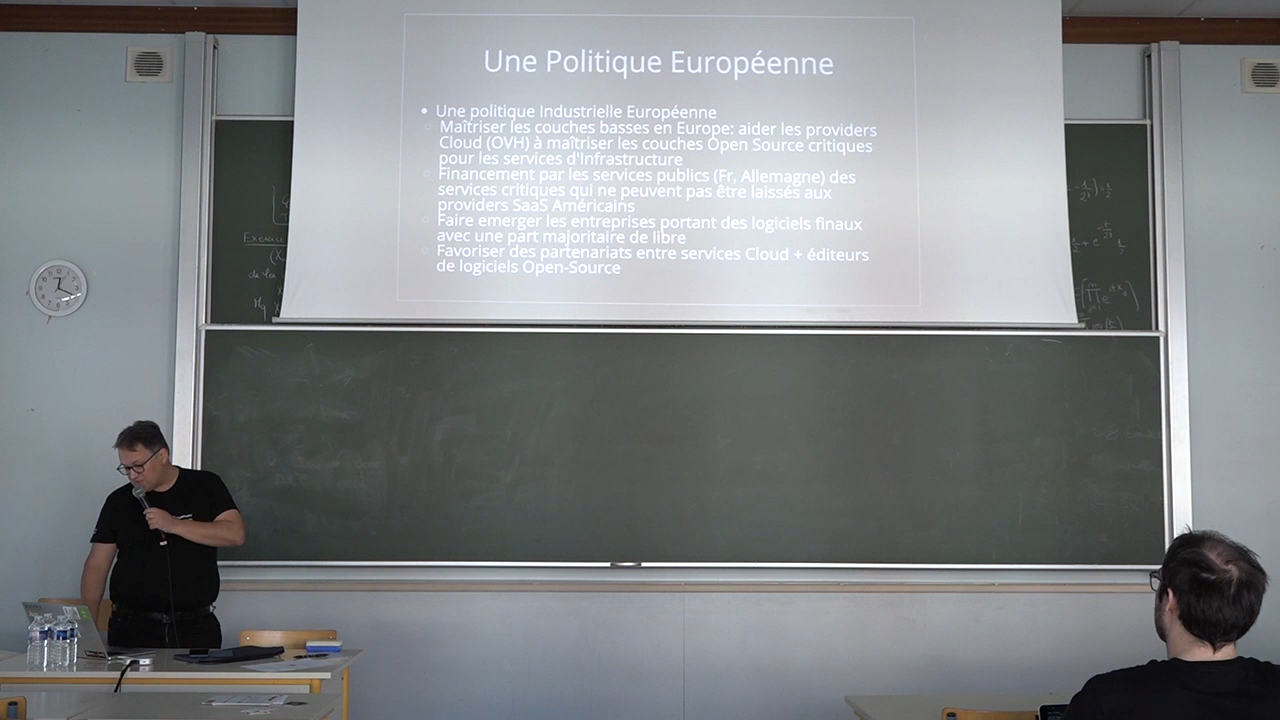 Une Politique Européenne
Une politique Industrielle Européenne
Maîtriser les couches basses en Europe: aider les providers
Cloud (OVH) à maîtriser les couches Open Source critiques
pour les services d'Infrastructure
Financement par les services publics (Fr, Allemagne) des
services critiques qui ne peuvent pas être laissés aux
providers SaaS Américains
Faire emerger les entreprises portant des logiciels finaux
avec une part majoritaire de libre
Favoriser des partenariats entre services Cloud + éditeurs
de logiciels Open-Source
Exercice